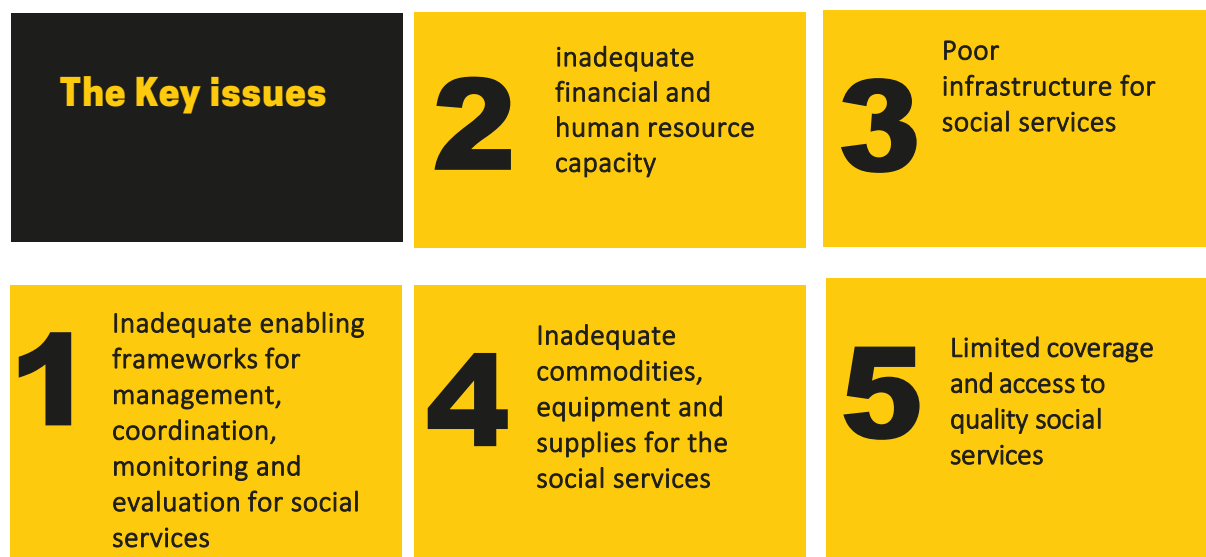 The Key issues
2
inadequate
financial and
human resource
capacity
3
Poor
infrastructure for
social services
1
Inadequate enabling
frameworks for
management,
coordination,
monitoring and
evaluation for social
services
4
Inadequate
commodities,
equipment and
supplies for the
social services
5
Limited coverage
and access to
quality social
services